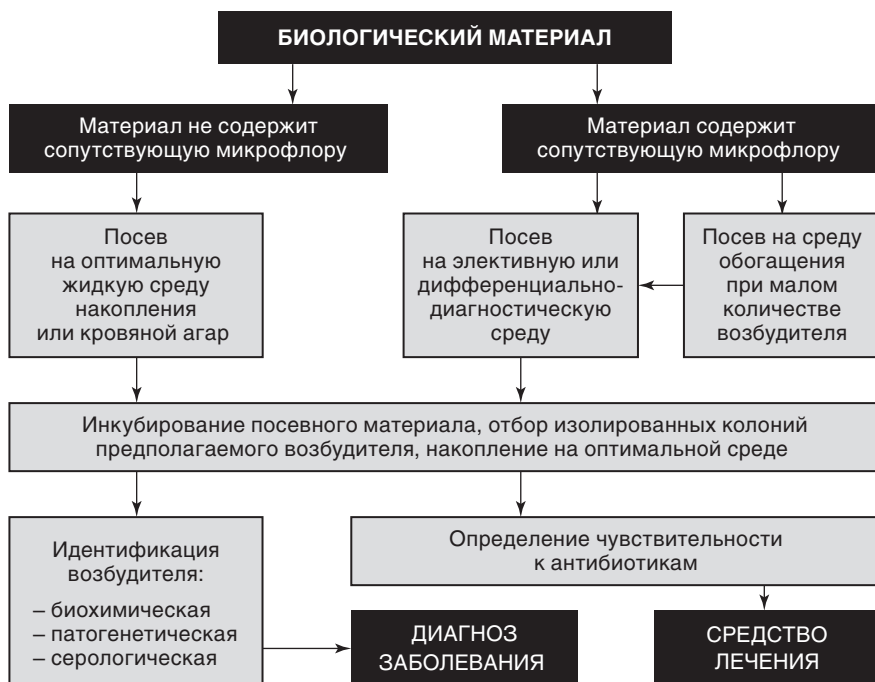 БИОЛОГИЧЕСКИЙ МАТЕРИАЛ
Материал не содержит
сопутствующую микрофлору
Материал содержит
сопутствующую микрофлору
Посев
на оптимальную
жидкую среду
накопления
или кровяной агар
Посев
на элективную или
дифференциально-
диагностическую
среду
Посев на среду
обогащения
при малом
количестве
возбудителя
Инкубирование посевного материала, отбор изолированных колоний
предполагаемого возбудителя, накопление на оптимальной среде
Идентификация
возбудителя:
– биохимическая
– патогенетическая
– серологическая
Определение чувствительности
к антибиотикам
ДИАГНОЗ
ЗАБОЛЕВАНИЯ
СРЕДСТВО
ЛЕЧЕНИЯ